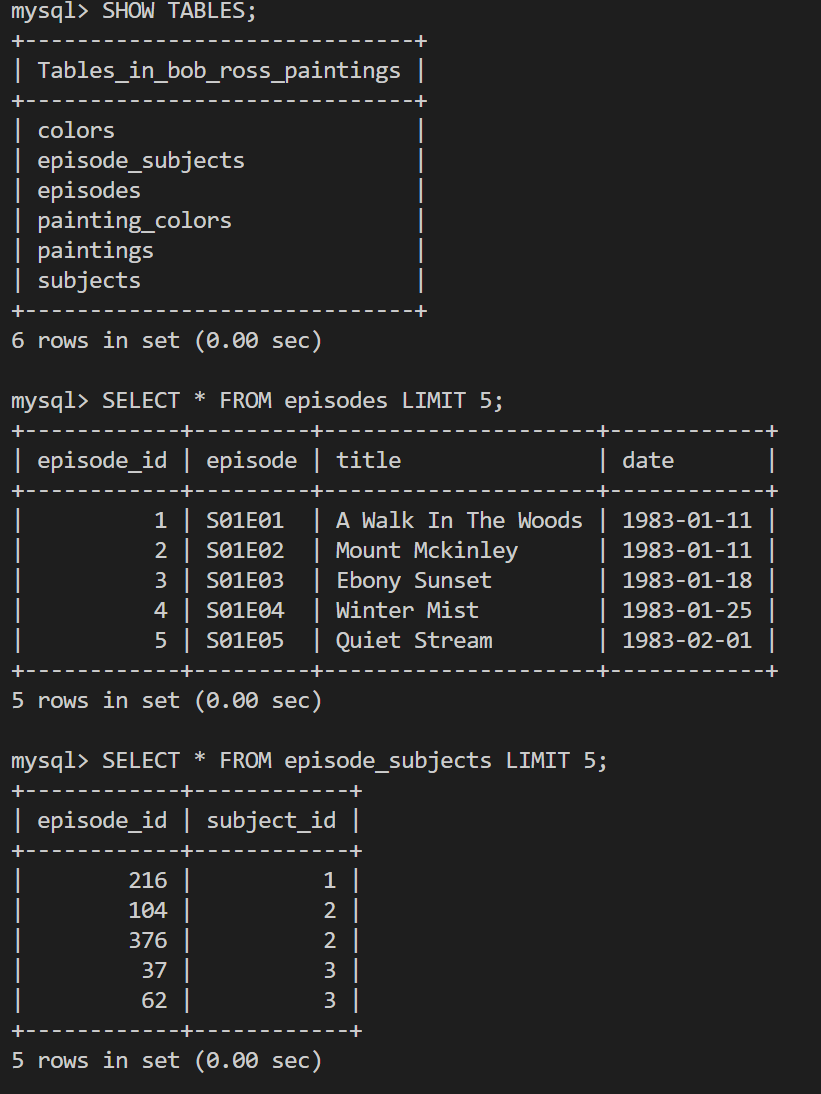 mysql> SHOW TABLES;
+------------------------------+
| Tables_in_bob_ross_paintings |
+------------------------------+
| colors                       |
| episode_subjects             |
| episodes                     |
| painting_colors              |
| paintings                    |
| subjects                     |
+------------------------------+
6 rows in set (0.00 sec)

mysql> SELECT * FROM episodes LIMIT 5;
+------------+---------+---------------------+------------+
| episode_id | episode | title               | date       |
+------------+---------+---------------------+------------+
|          1 | S01E01  | A Walk In The Woods | 1983-01-11 |
|          2 | S01E02  | Mount Mckinley      | 1983-01-11 |
|          3 | S01E03  | Ebony Sunset        | 1983-01-18 |
|          4 | S01E04  | Winter Mist         | 1983-01-25 |
|          5 | S01E05  | Quiet Stream        | 1983-02-01 |
+------------+---------+---------------------+------------+
5 rows in set (0.00 sec)

mysql> SELECT * FROM episode_subjects LIMIT 5;
+------------+------------+
| episode_id | subject_id |
+------------+------------+
|        216 |          1 |
|        104 |          2 |
|        376 |          2 |
|         37 |          3 |
|         62 |          3 |
+------------+------------+
5 rows in set (0.00 sec)